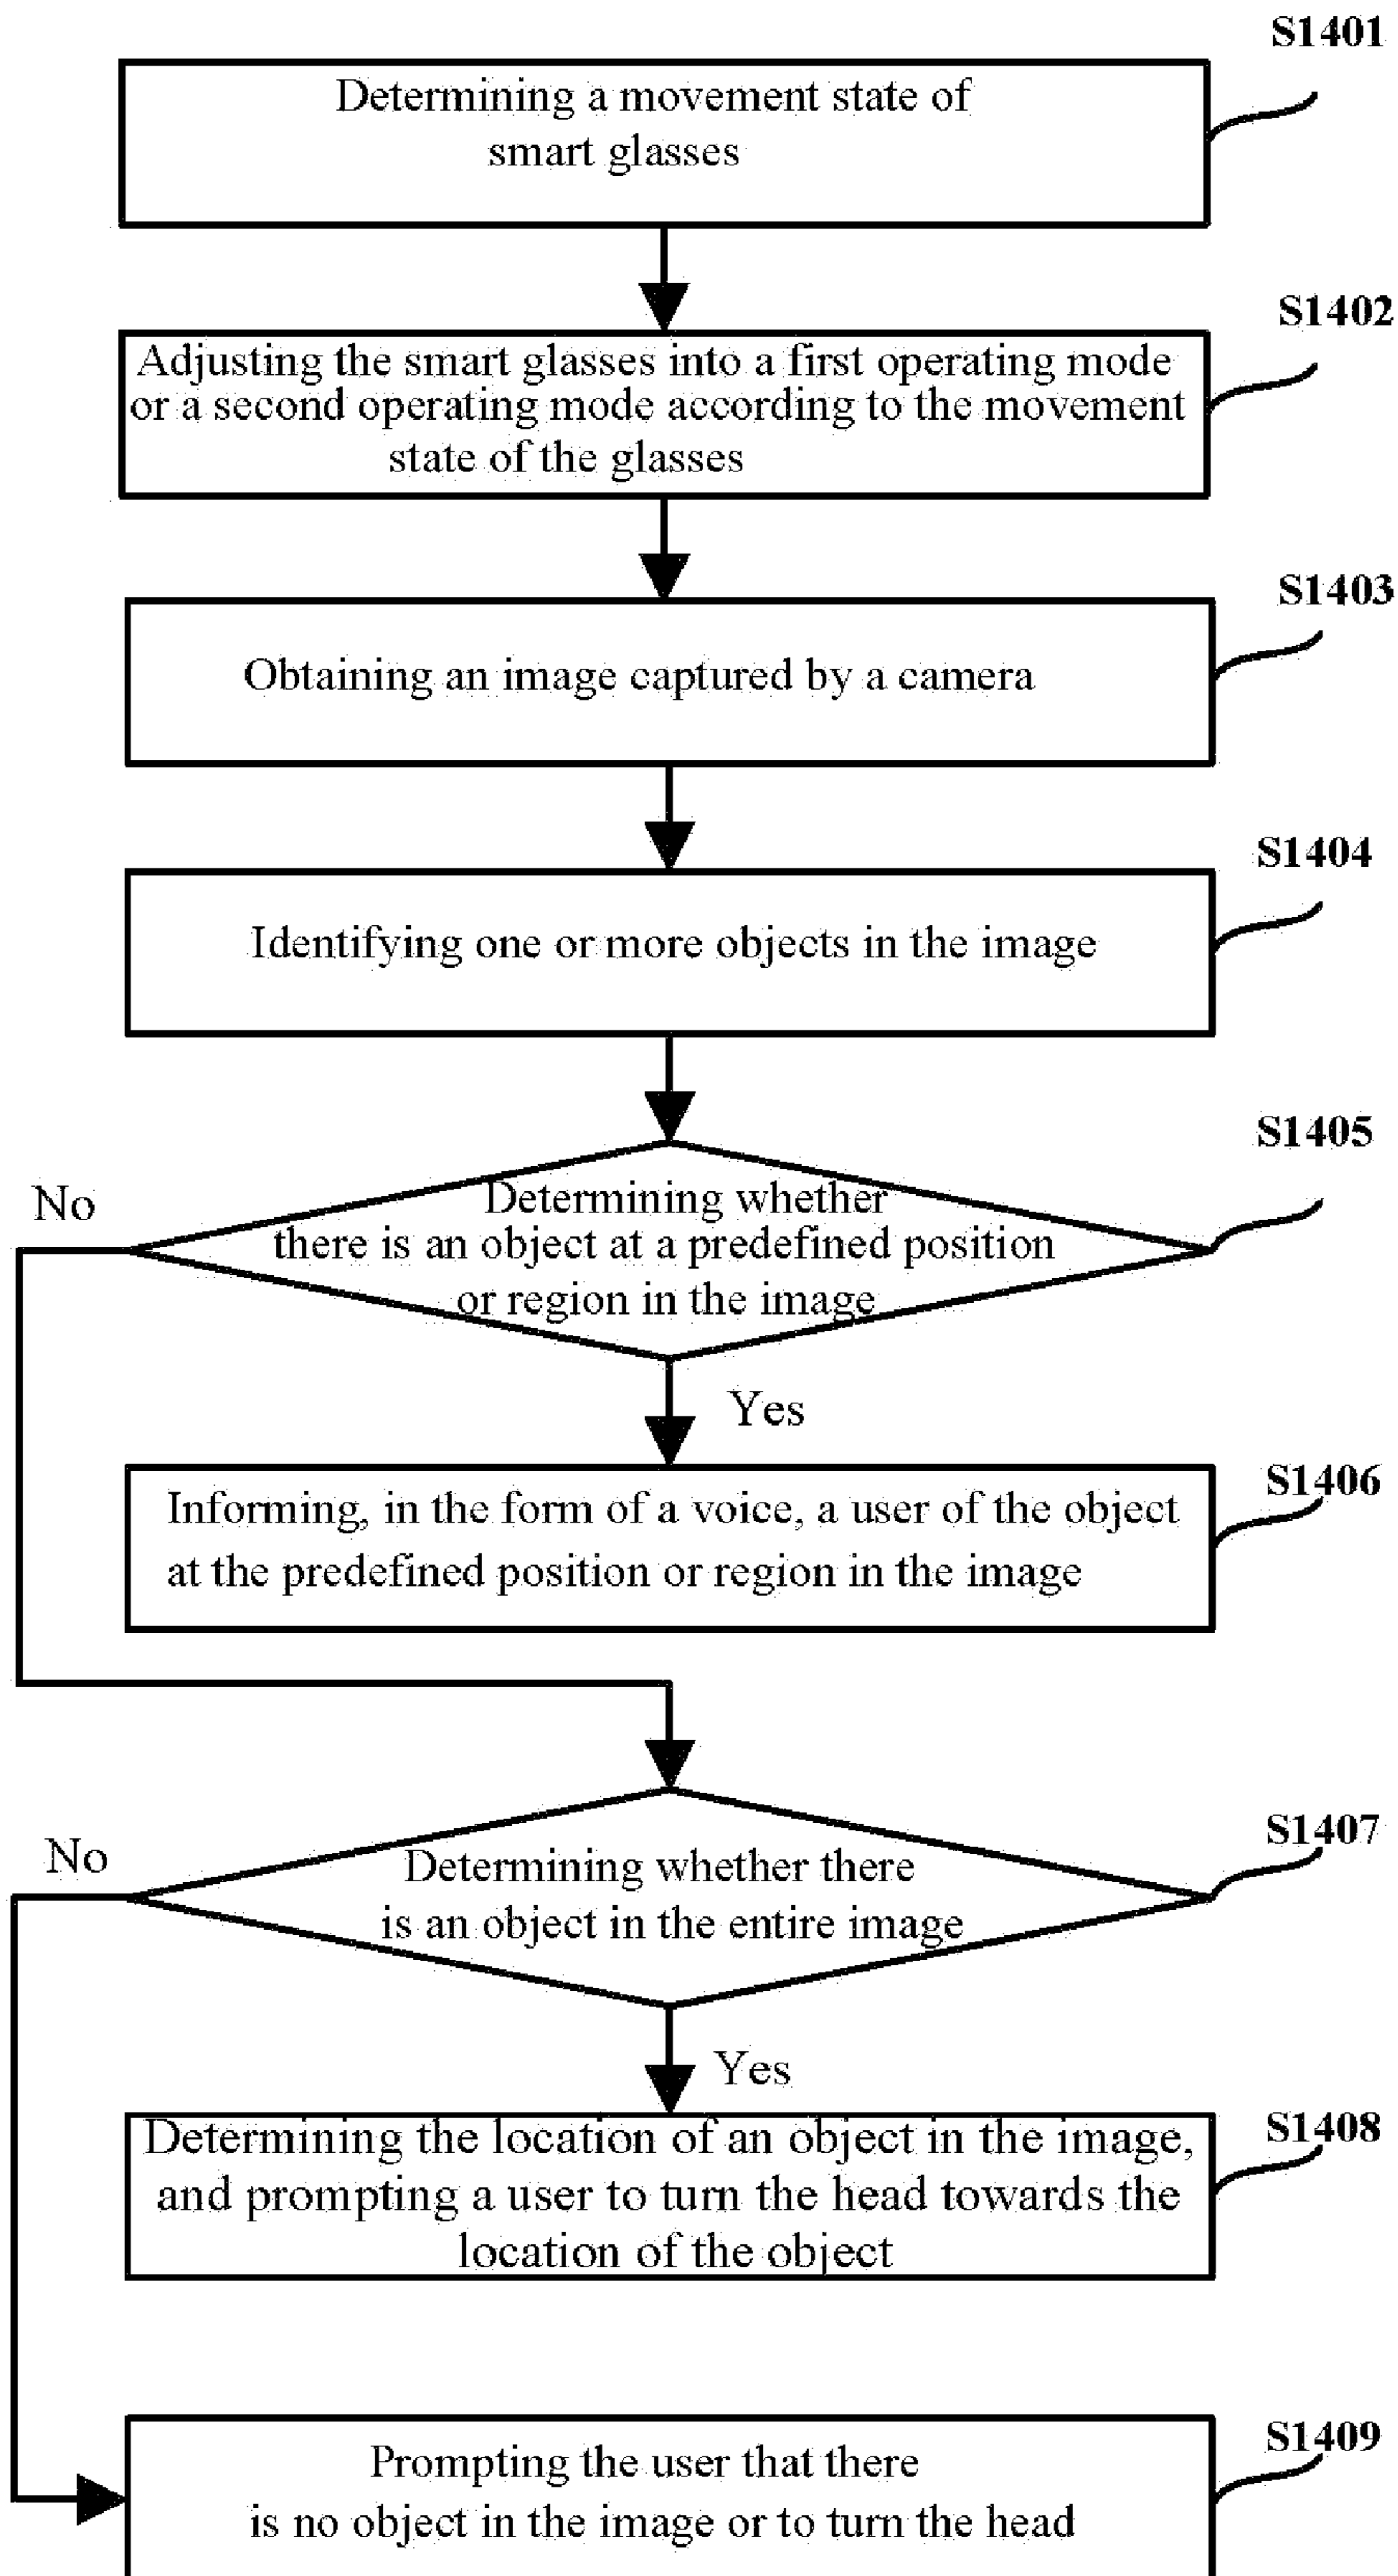 S1401
Determining a movement state of
smart glasses
S1402
Adjusting the smart glasses into a first operating mode
or a second operating mode according to the movement
state of the glasses
S1403
Obtaining an image captured by a camera
S1404
Identifying one or more objects in the image
S1405
No
Determining whether
there is an object at a predefined position
or region in the image
Yes
S1406
Informing, in the form of a voice, a user of the object
at the predefined position or region in the image
S1407
No
Determining whether there
is an object in the entire image
Yes
S1408
Determining the location of an object in the image,
and prompting a user to turn the head towards the
location of the object
S1409
Prompting the user that there
is no object in the image or to turn the head